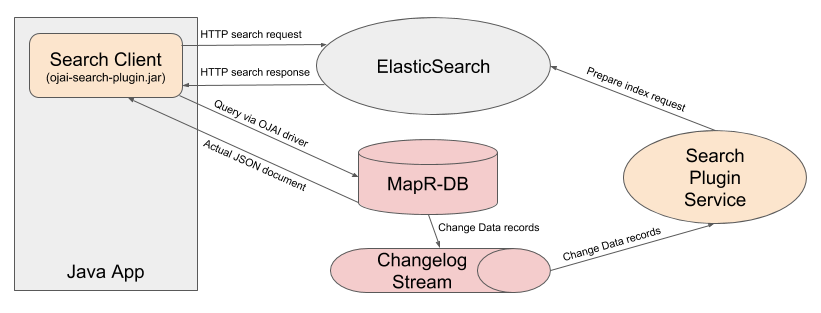 HTTP search request
Search Client
(ojai-search-plugin.jar)
ElasticSearch
HTTP search response
Prepare index request
Query via OJAI driver
Actual JSON document
MapR-DB
Search
Plugin
Service
Change Data records
Change Data records
Changelog
Stream
Java App